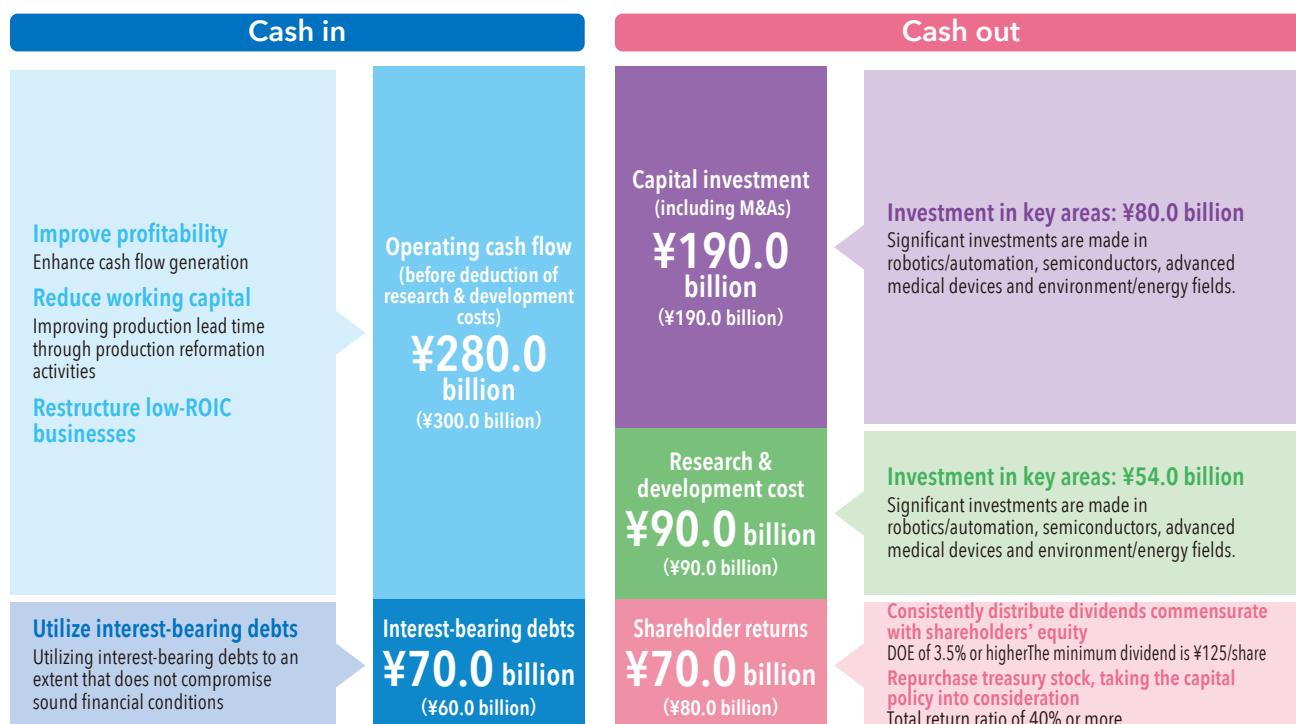 Cash in
Cash out
Improve profitability
Enhance cash flow generation
Reduce working capital
Improving production lead time
through production reformation
activities
Restructure low-ROIC
businesses
Operating cash flow
(before deduction of
research & development
costs)
¥280.0
billion
(¥300.0 billion)
Capital investment
(including M&As)
¥190.0
billion
(¥190.0 billion)
Investment in key areas: ¥80.0 billion
Significant investments are made in
robotics/automation, semiconductors, advanced
medical devices and environment/energy fields.
Research &
development cost
¥90.0 billion
(¥90.0 billion)
Investment in key areas: ¥54.0 billion
Significant investments are made in
robotics/automation, semiconductors, advanced
medical devices and environment/energy fields.
Utilize interest-bearing debts
Utilizing interest-bearing debts to an
extent that does not compromise
sound financial conditions
Interest-bearing debts
¥70.0 billion
(¥60.0 billion)
Shareholder returns
¥70.0 billion
(¥80.0 billion)
Consistently distribute dividends commensurate
with shareholders’ equity
DOE of 3.5% or higherThe minimum dividend is ¥125/share
Repurchase treasury stock, taking the capital
policy into consideration
Total return ratio of 40% or more